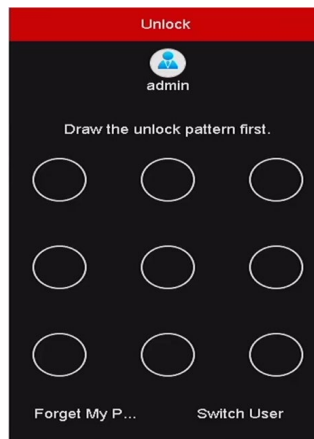 Unlock
admin
Draw the unlock pattern first.
Forget My P... Switch User